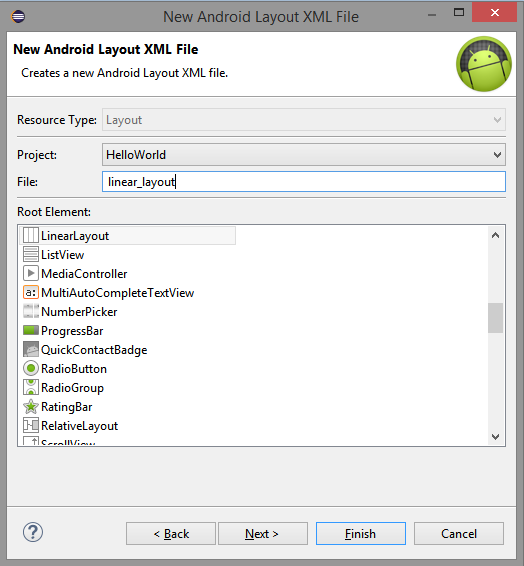 New Android Layout XML File
New Android Layout XML File
Creates a new Android Layout XML file.
Resource Type: Layout
Project: HelloWorld
File: linear_layout
Root Element:
LinearLayout
ListView
MediaController
a: MultiAutoCompleteTextView
NumberPicker
ProgressBar
QuickContactBadge
RadioButton
RadioGroup
RatingBar
RelativeLayout
ScrollView
? < Back Next > Finish Cancel